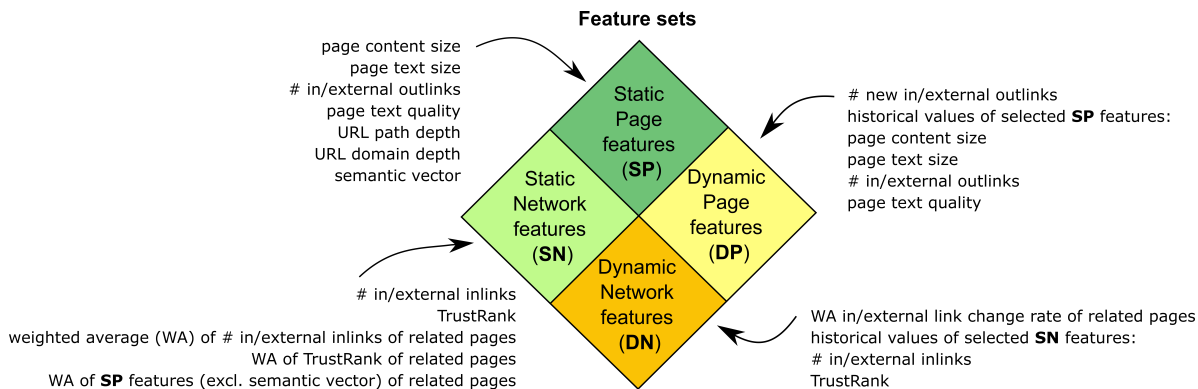 Feature sets
page content size
page text size
# in/external outlinks
page text quality
URL path depth
URL domain depth
semantic vector
Static
Page
features
(SP)
# new in/external outlinks
historical values of selected SP features:
page content size
page text size
# in/external outlinks
page text quality
Static
Network
features
(SN)
Dynamic
Page
features
(DP)
Dynamic
Network
features
(DN)
# in/external inlinks
TrustRank
weighted average (WA) of # in/external inlinks of related pages
WA of TrustRank of related pages
WA of SP features (excl. semantic vector) of related pages
WA in/external link change rate of related pages
historical values of selected SN features:
# in/external inlinks
TrustRank